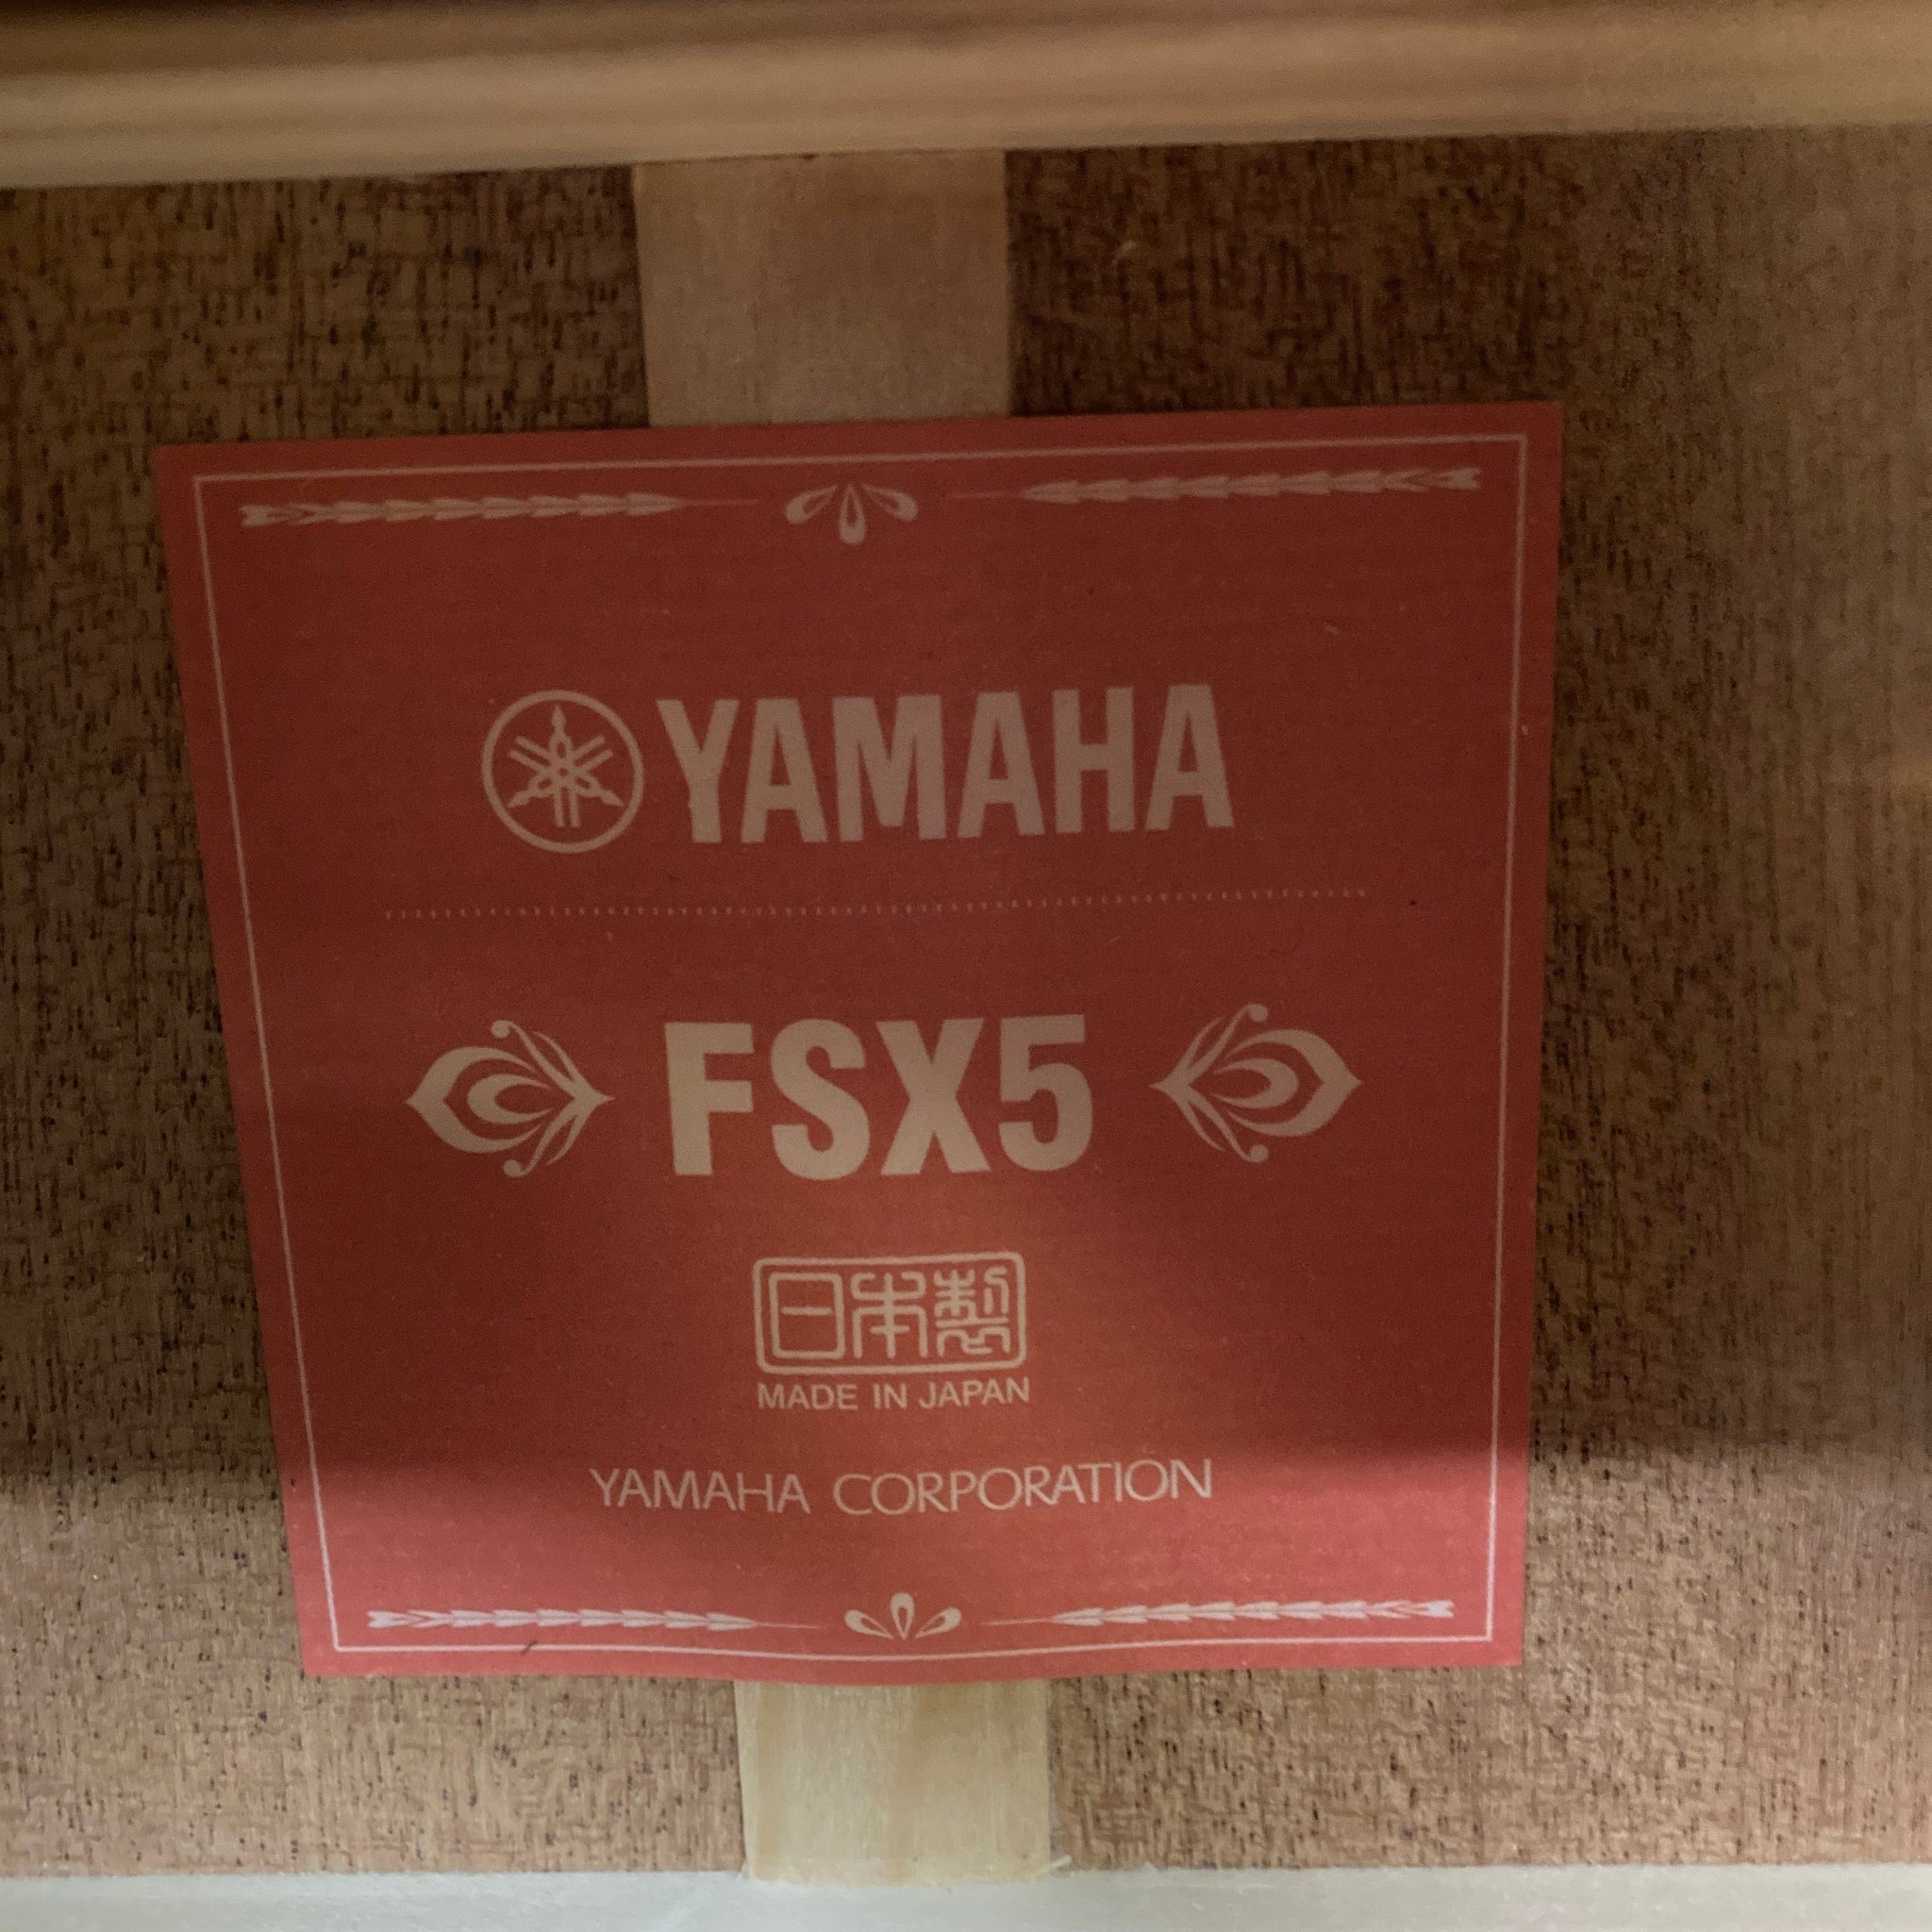 YAMAHA
FSX5
日本製
MADE IN JAPAN
YAMAHA CORPORATION